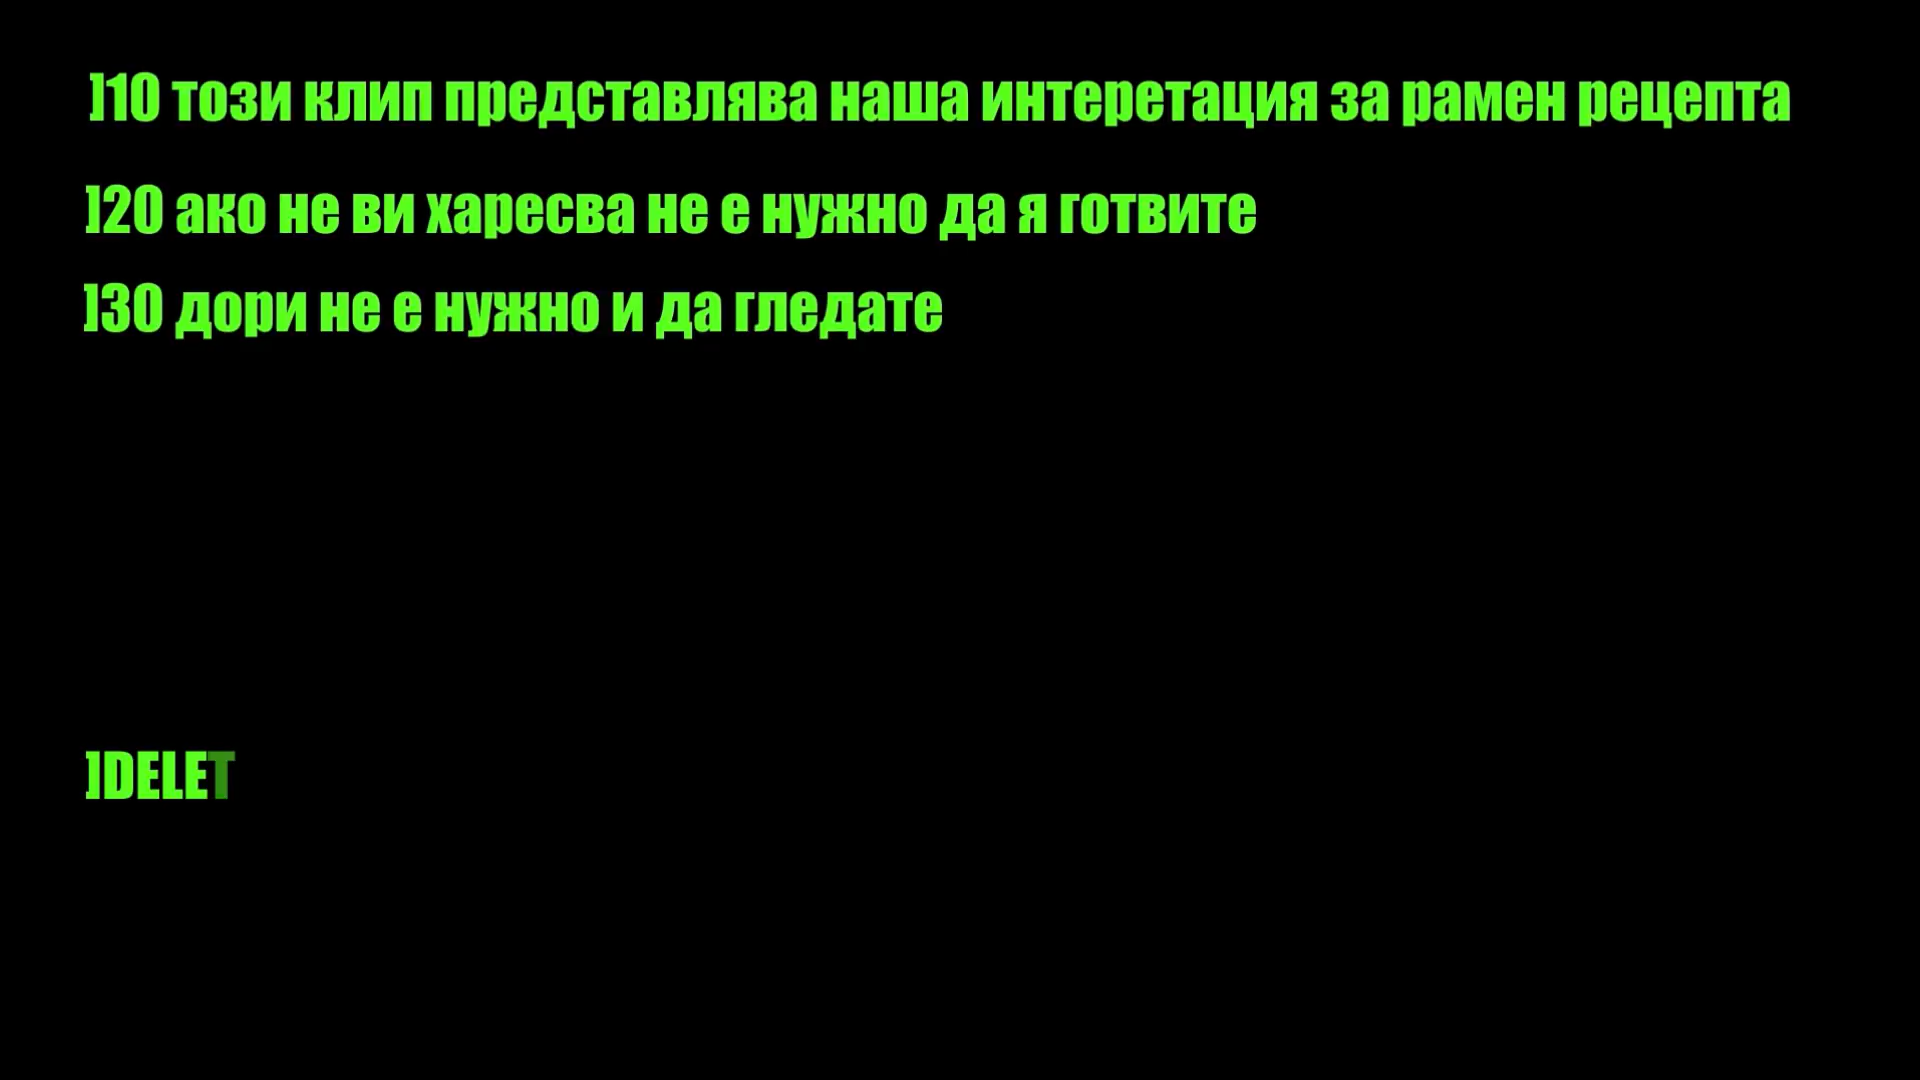 ]10 този клип представлява наша интеретация за рамен рецепта
]20 ако не ви харесва не е нужно да я готвите
]30 дори не е нужно и да гледате
]DELET